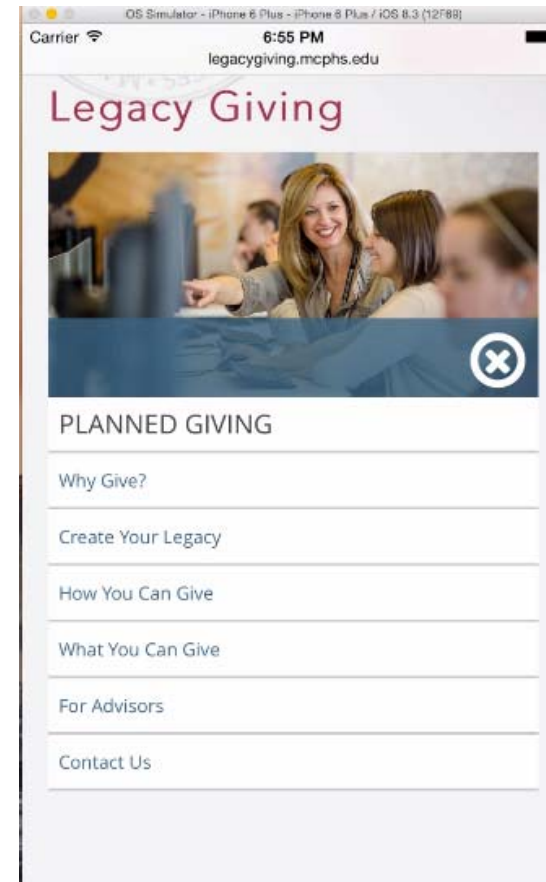 OS Simulator - iPhone 6 Plus - iPhone 6 Plus / iOS 8.3 (12F69)
Carrier 6:55 PM
legacygiving.mcphs.edu
Legacy Giving
PLANNED GIVING
Why Give?
Create Your Legacy
How You Can Give
What You Can Give
For Advisors
Contact Us